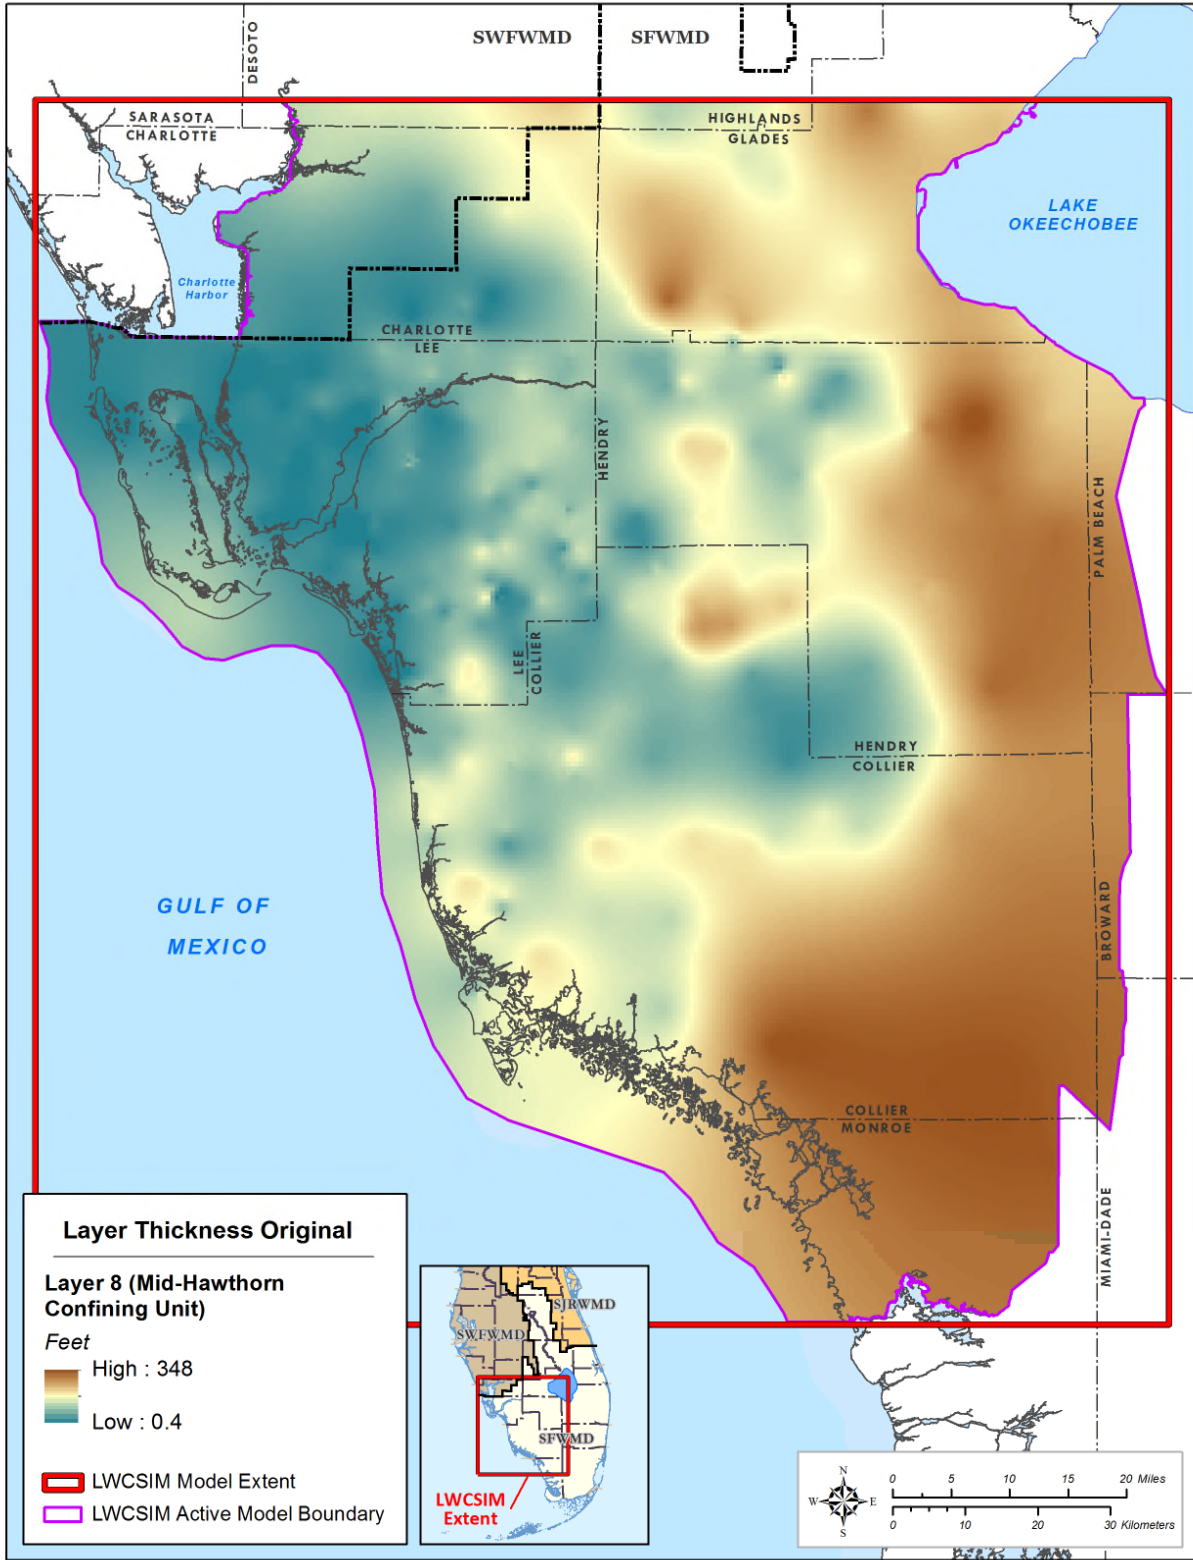 DESOTO
SWFWMD
SFWMD
SARASOTA
CHARLOTTE
HIGHLANDS
GLADES
LAKE
OKEECHOBEE
Charlotte
Harbor
CHARLOTTE
LEE
HENDRY
PALM BEACH
LEE
COLLIER
HENDRY
COLLIER
GULF OF
MEXICO
BROWARD
COLLIER
MONROE
MIAMI-DADE
Layer Thickness Original
Layer 8 (Mid-Hawthorn
Confining Unit)
Feet
High : 348
Low : 0.4
LWCSIM Model Extent
LWCSIM Active Model Boundary
SJRWMD
SWFWMD
SFWMD
LWCSIM
Extent
N
W
E
S
0 5 10 15 20 Miles
0 10 20 30 Kilometers